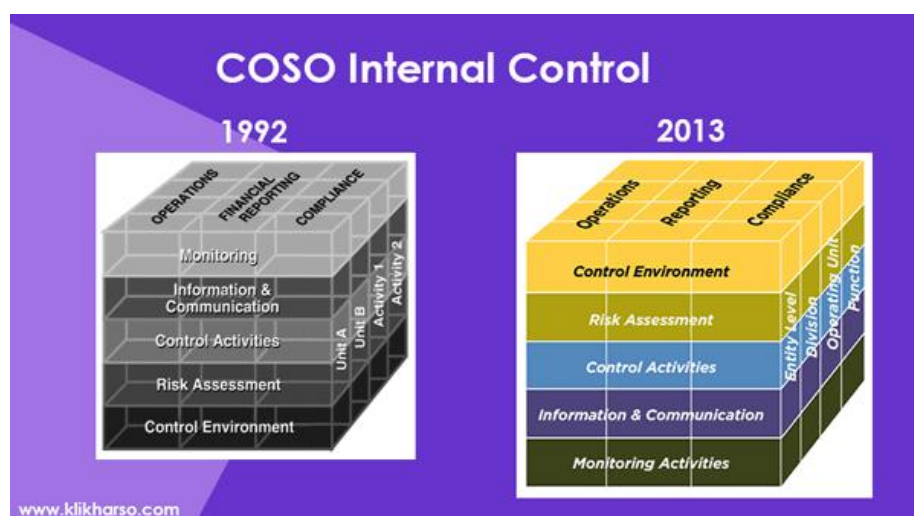 COSO Internal Control
1992
OPERATIONS
FINANCIAL
REPORTING
COMPLIANCE
Monitoring
Information &
Communication
Control Activities
Risk Assessment
Control Environment
Unit A
Unit B
Activity 1
Activity 2
2013
Operations
Reporting
Compliance
Control Environment
Risk Assessment
Control Activities
Information & Communication
Monitoring Activities
Entity Level
Division
Operating Unit
Function
www.klikharso.com